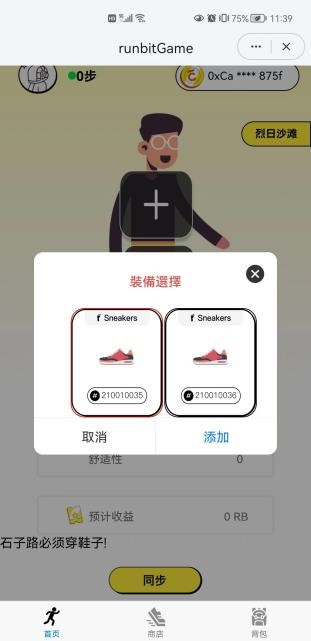 75% 11:39
runbitGame
0步
0xCa **** 875f
烈日沙滩
裝備選擇
Sneakers
Sneakers
# 210010035
# 210010036
取消
添加
舒适性
0
预计收益
0 RB
石子路必须穿鞋子!
同步
首页
商店
背包